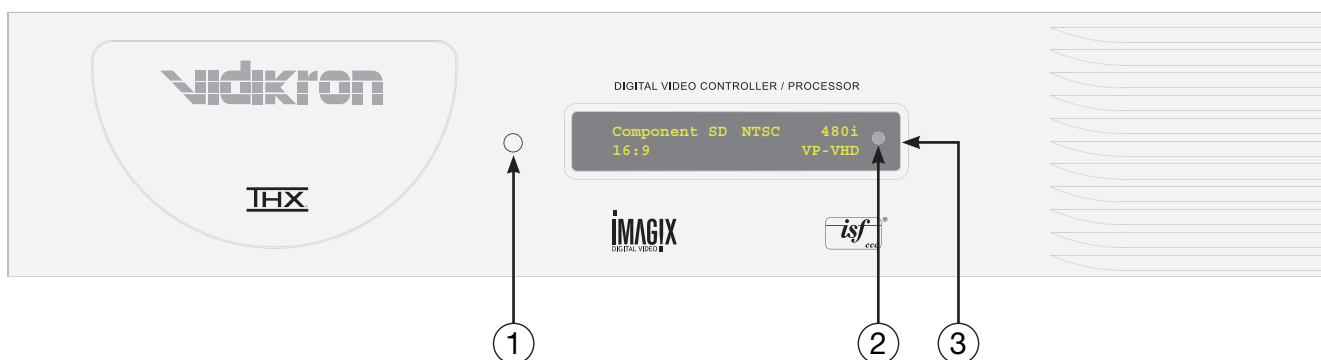 Vidikron
THX
DIGITAL VIDEO CONTROLLER / PROCESSOR
Component SD NTSC 480i
16:9 VP-VHD
IMAGIX
DIGITAL VIDEO
isf ®
ccc
1
2
3